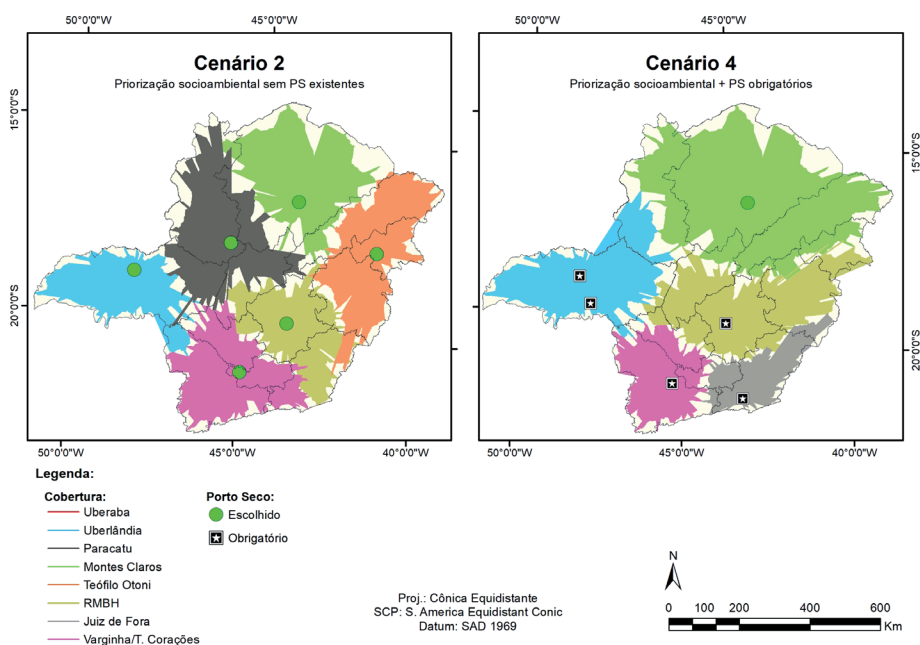 50°0'0"W
45°0'0"W
45°0'0"W
Cenário 2
Priorização socioambiental sem PS existentes
Cenário 4
Priorização socioambiental + PS obrigatórios
15°0'0"S
15°0'0"S
20°0'0"S
20°0'0"S
50°0'0"W
45°0'0"W
40°0'0"W
50°0'0"W
45°0'0"W
40°0'0"W
Legenda:
Cobertura:
Uberaba
Uberlândia
Paracatu
Montes Claros
Teófilo Otoni
RMBH
Juiz de Fora
Varginha/T. Corações
Porto Seco:
Escolhido
Obrigatório
Proj.: Cônica Equidistante
SCP: S. America Equidistant Conic
Datum: SAD 1969
N
0 100 200 400 600
Km